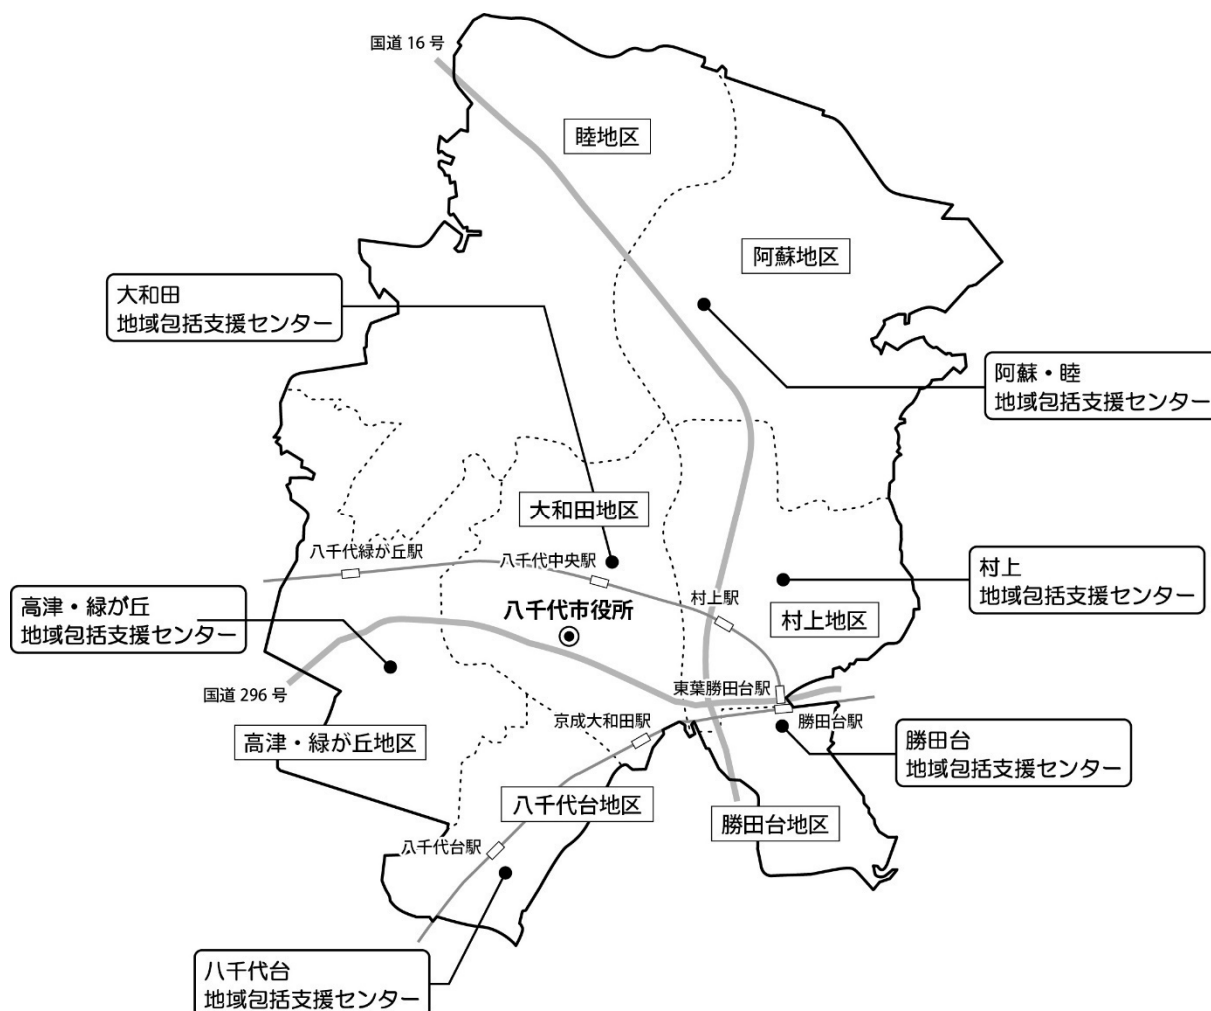 国道 16 号
睦地区
阿蘇地区
大和田
地域包括支援センター
阿蘇・睦
地域包括支援センター
大和田地区
八千代緑が丘駅
八千代中央駅
村上
地域包括支援センター
高津・緑が丘
地域包括支援センター
村上駅
八千代市役所
村上地区
国道 296 号
東葉勝田台駅
京成大和田駅
勝田台駅
高津・緑が丘地区
勝田台
地域包括支援センター
八千代台地区
勝田台地区
八千代台駅
八千代台
地域包括支援センター